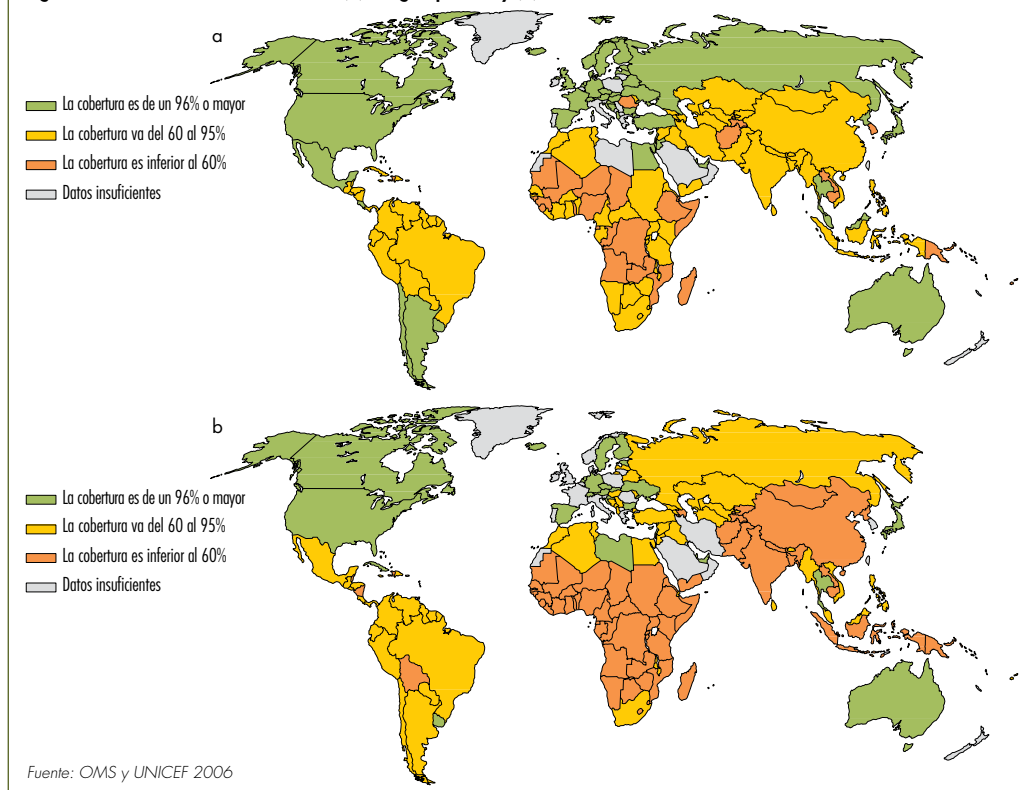 a
La cobertura es de un 96% o mayor
La cobertura va del 60 al 95%
La cobertura es inferior al 60%
Datos insuficientes
b
La cobertura es de un 96% o mayor
La cobertura va del 60 al 95%
La cobertura es inferior al 60%
Datos insuficientes
Fuente: OMS y UNICEF 2006